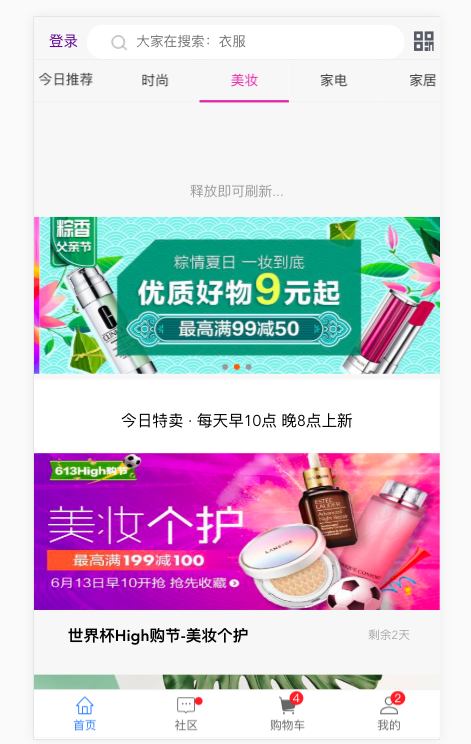 登录
大家在搜索：衣服
今日推荐
时尚
美妆
家电
家居
释放即可刷新...
粽香
父亲节
粽情夏日 一妆到底
优质好物9元起
最高满99减50
CLINIQUE
今日特卖 · 每天早10点 晚8点上新
613High购节
美妆个护
最高满199减100
6月13日早10开抢 抢先收藏
ESTEE LAUDER
Advanced Night Repair
LANEIGE
世界杯High购节-美妆个护
剩余2天
首页
社区
4
购物车
2
我的